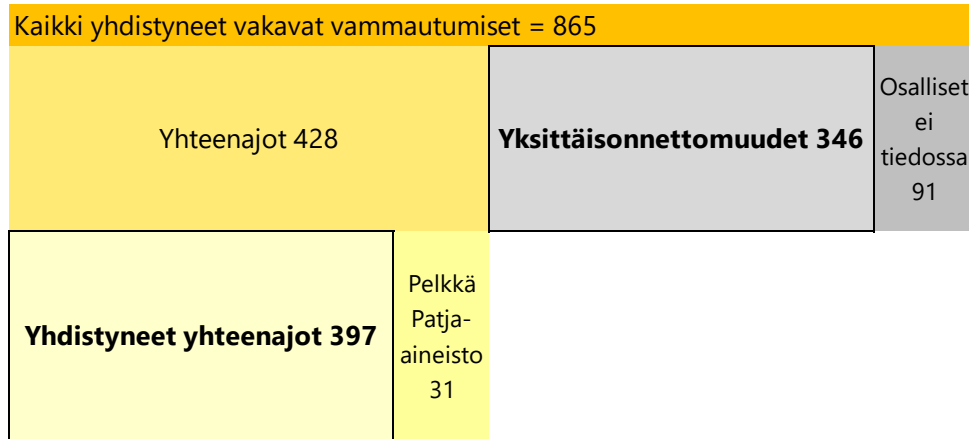 Kaikki yhdistyneet vakavat vammautumiset = 865
Yhteenajot 428
Yksittäisonnettomuudet 346
Osalliset
ei
tiedossa
91
Yhdistyneet yhteenajot 397
Pelkkä
Patja-
aineisto
31